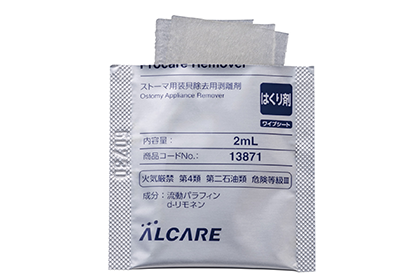 Procare Remover
ストーマ用装具除去用剥離剤
Ostomy Appliance Remover
はくり剤
ワイプシート
内容量: 2mL
商品コードNo.: 13871
火気厳禁 第4類 第二石油類 危険等級Ⅲ
成分: 流動パラフィン
d-リモネン
ALCARE